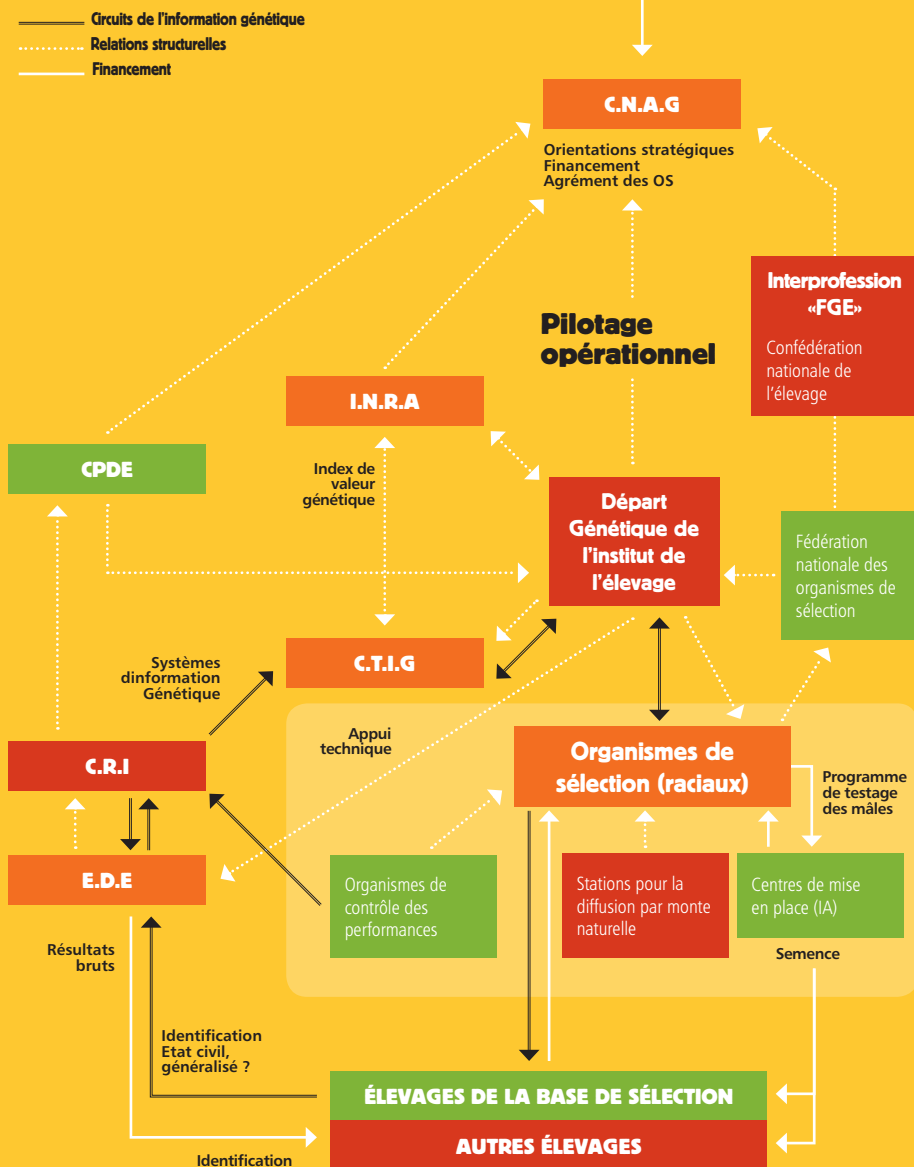 Circuits de l'information génétique
Relations structurelles
Financement
C.N.A.G
Orientations stratégiques
Financement
Agrément des OS
Interprofession
«FGE»
Confédération
nationale de
l'élevage
Pilotage
opérationnel
I.N.R.A
CPDE
Index de
valeur
génétique
Départ
Génétique de
l'institut de
l'élevage
Fédération
nationale des
organismes de
sélection
C.T.I.G
Systèmes
dinformation
Génétique
Appui
technique
C.R.I
Organismes de
sélection (raciaux)
Programme
de testage
des mâles
E.D.E
Organismes de
contrôle des
performances
Stations pour la
diffusion par monte
naturelle
Centres de mise
en place (IA)
Résultats
bruts
Semence
Identification
Etat civil,
généralisé ?
ÉLEVAGES DE LA BASE DE SÉLECTION
AUTRES ÉLEVAGES
Identification